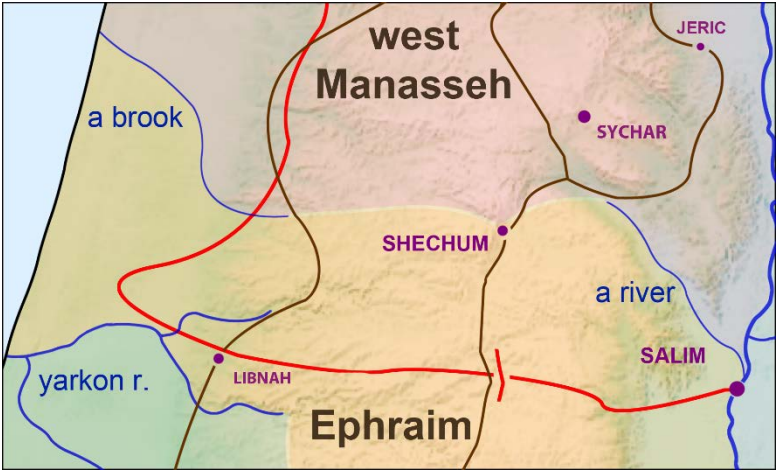 west
Manasseh
JERIC
a brook
SYCHAR
SHECHUM
a river
SALIM
yarkon r.
LIBNAH
Ephraim